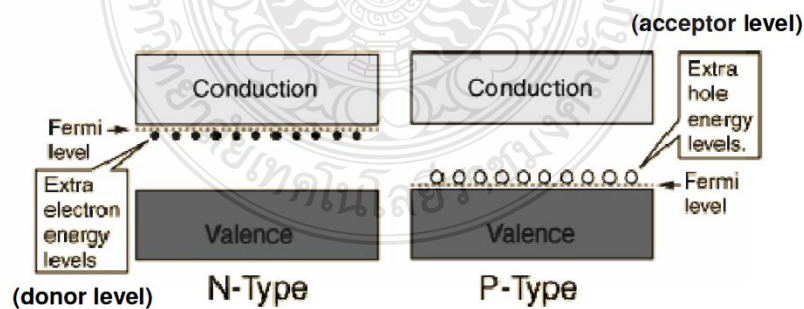 (acceptor level)
Conduction
Conduction
Extra
hole
energy
levels.
Fermi
level
Extra
electron
energy
levels
Valence
Valence
Fermi
level
(donor level)
N-Type
P-Type